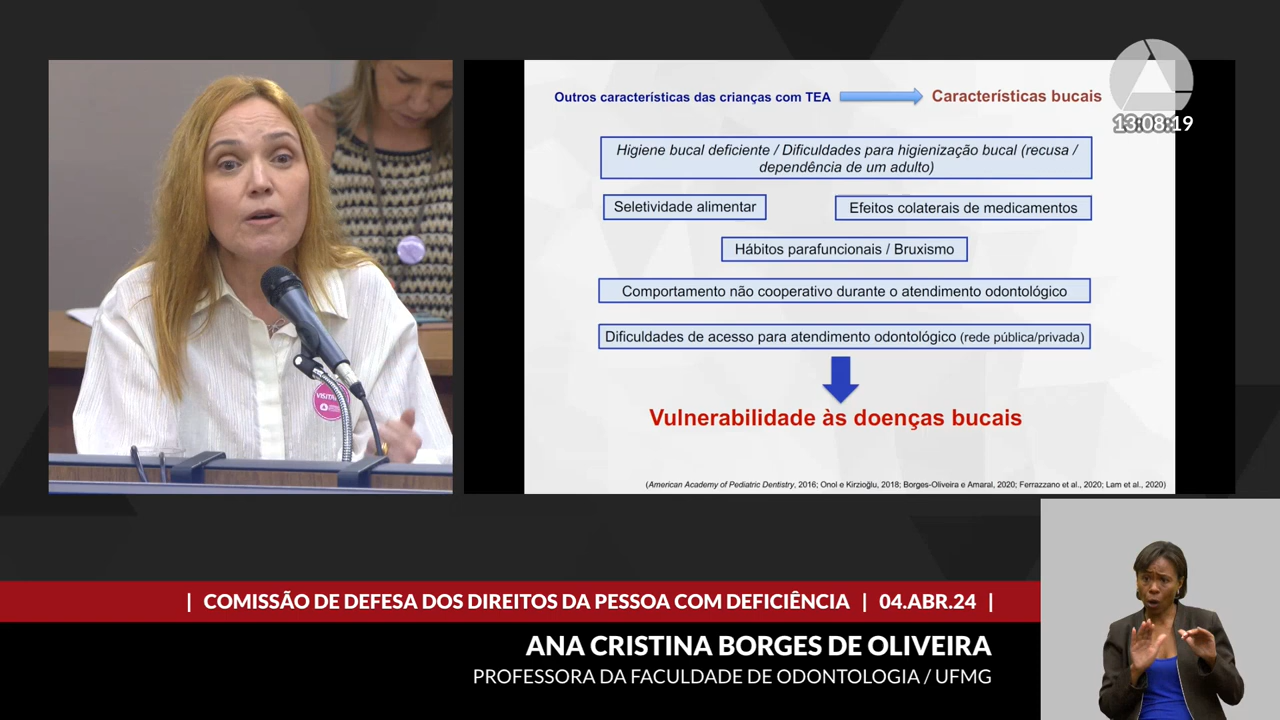 Outros características das crianças com TEA
Características bucais
13:08:19
Higiene bucal deficiente / Dificuldades para higienização bucal (recusa /
dependência de um adulto)
Seletividade alimentar
Efeitos colaterais de medicamentos
Hábitos parafuncionais / Bruxismo
Comportamento não cooperativo durante o atendimento odontológico
Dificuldades de acesso para atendimento odontológico (rede pública/privada)
Vulnerabilidade às doenças bucais
(American Academy of Pediatric Dentistry, 2016; Onol e Kirzioğlu, 2018; Borges-Oliveira e Amaral, 2020; Ferrazzano et al., 2020; Lam et al., 2020)
| COMISSÃO DE DEFESA DOS DIREITOS DA PESSOA COM DEFICIÊNCIA | 04.ABR.24 |
ANA CRISTINA BORGES DE OLIVEIRA
PROFESSORA DA FACULDADE DE ODONTOLOGIA / UFMG